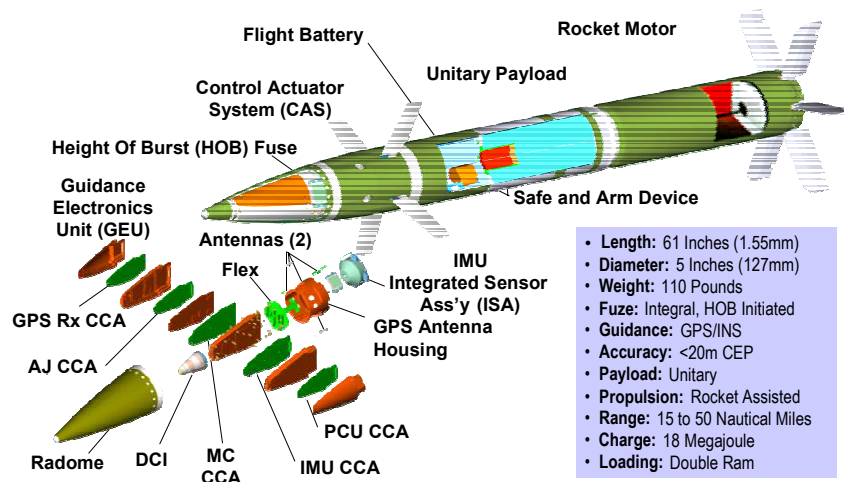 Rocket Motor
Flight Battery
Unitary Payload
Control Actuator
System (CAS)
Height Of Burst (HOB) Fuse
Safe and Arm Device
Guidance
Electronics
Unit (GEU)
Antennas (2)
Flex
IMU
Integrated Sensor
Ass'y (ISA)
GPS Antenna
Housing
GPS Rx CCA
AJ CCA
Radome
DCI
MC
CCA
IMU CCA
PCU CCA
• Length: 61 Inches (1.55mm)
• Diameter: 5 Inches (127mm)
• Weight: 110 Pounds
• Fuze: Integral, HOB Initiated
• Guidance: GPS/INS
• Accuracy: <20m CEP
• Payload: Unitary
• Propulsion: Rocket Assisted
• Range: 15 to 50 Nautical Miles
• Charge: 18 Megajoule
• Loading: Double Ram